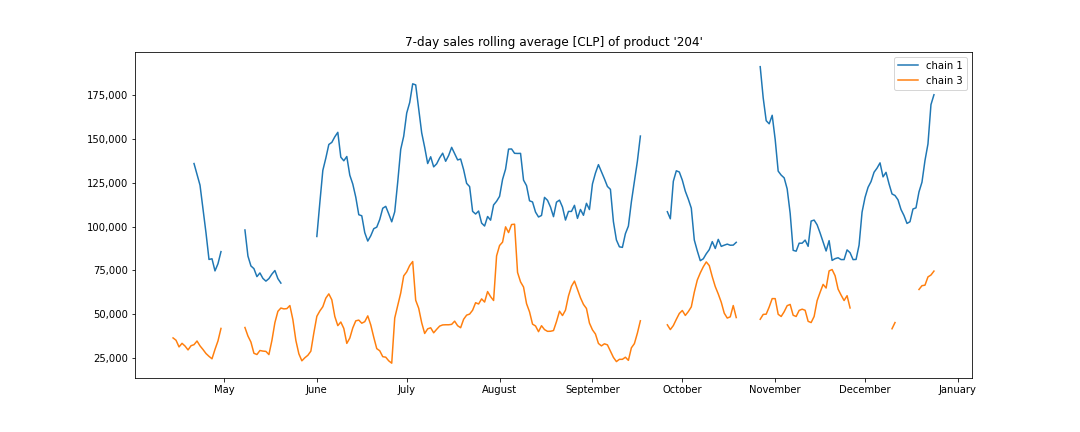 7-day sales rolling average [CLP] of product '204'
chain 1
chain 3
175,000
150,000
125,000
100,000
75,000
50,000
25,000
May June July August September October November December January